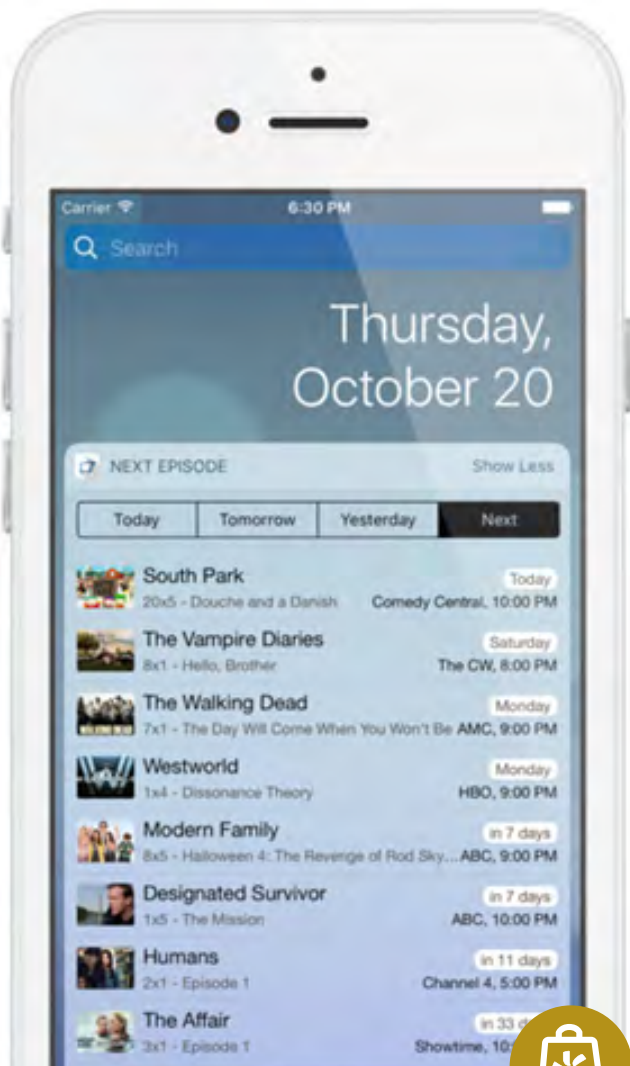 Carrier 6:30 PM
Search
Thursday,
October 20
NEXT EPISODE Show Less
Today Tomorrow Yesterday Next
South Park Today
20x5 - Douche and a Danish Comedy Central, 10:00 PM
The Vampire Diaries Saturday
8x1 - Hello, Brother The CW, 8:00 PM
The Walking Dead Monday
7x1 - The Day Will Come When You Won't Be AMC, 9:00 PM
Westworld Monday
1x4 - Dissonance Theory HBO, 9:00 PM
Modern Family in 7 days
8x5 - Halloween 4: The Revenge of Rod Sky... ABC, 9:00 PM
Designated Survivor in 7 days
1x5 - The Mission ABC, 10:00 PM
Humans in 11 days
2x1 - Episode 1 Channel 4, 5:00 PM
The Affair in 33
3x1 - Episode 1 Showtime,